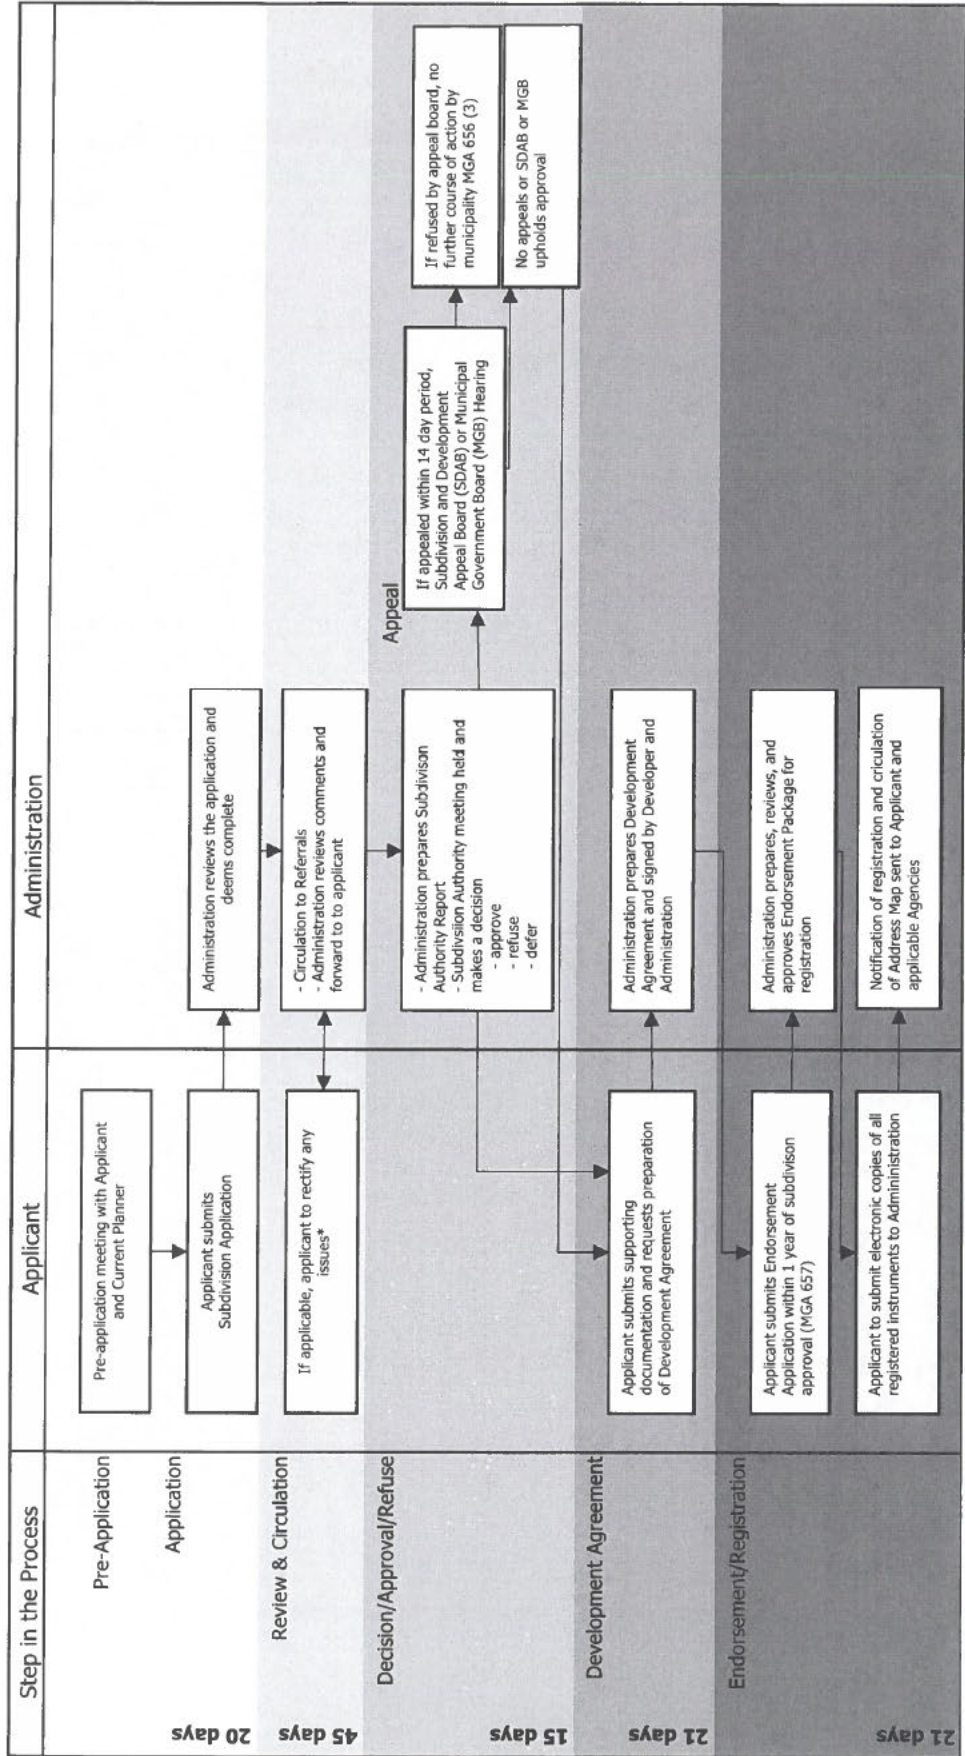 Step in the Process
Applicant
Administration
Pre-Application
Pre-application meeting with Applicant
and Current Planner
Application
20 days
Applicant submits
Subdivision Application
Administration reviews the application and
deems complete
Review & Circulation
45 days
If applicable, applicant to rectify any
issues*
- Circulation to Referrals
- Administration reviews comments and
forward to to applicant
Decision/Approval/Refuse
15 days
- Administration prepares Subdivison
Authority Report
- Subdivsiion Authority meeting held and
makes a decision
- approve
- refuse
- defer
Appeal
If appealed within 14 day period,
Subdivision and Development
Appeal Board (SDAB) or Municipal
Government Board (MGB) Hearing
If refused by appeal board, no
further course of action by
municipality MGA 656 (3)
No appeals or SDAB or MGB
upholds approval
Development Agreement
21 days
Applicant submits supporting
documentation and requests preparation
of Development Agreement
Administration prepares Development
Agreement and signed by Developer and
Administration
Endorsement/Registration
21 days
Applicant submits Endorsement
Application within 1 year of subdivison
approval (MGA 657)
Administration prepares, reviews, and
approves Endorsement Package for
registration
Applicant to submit electronic copies of all
registered instruments to Admininistration
Notification of registration and criculation
of Address Map sent to Applicant and
applicable Agencies